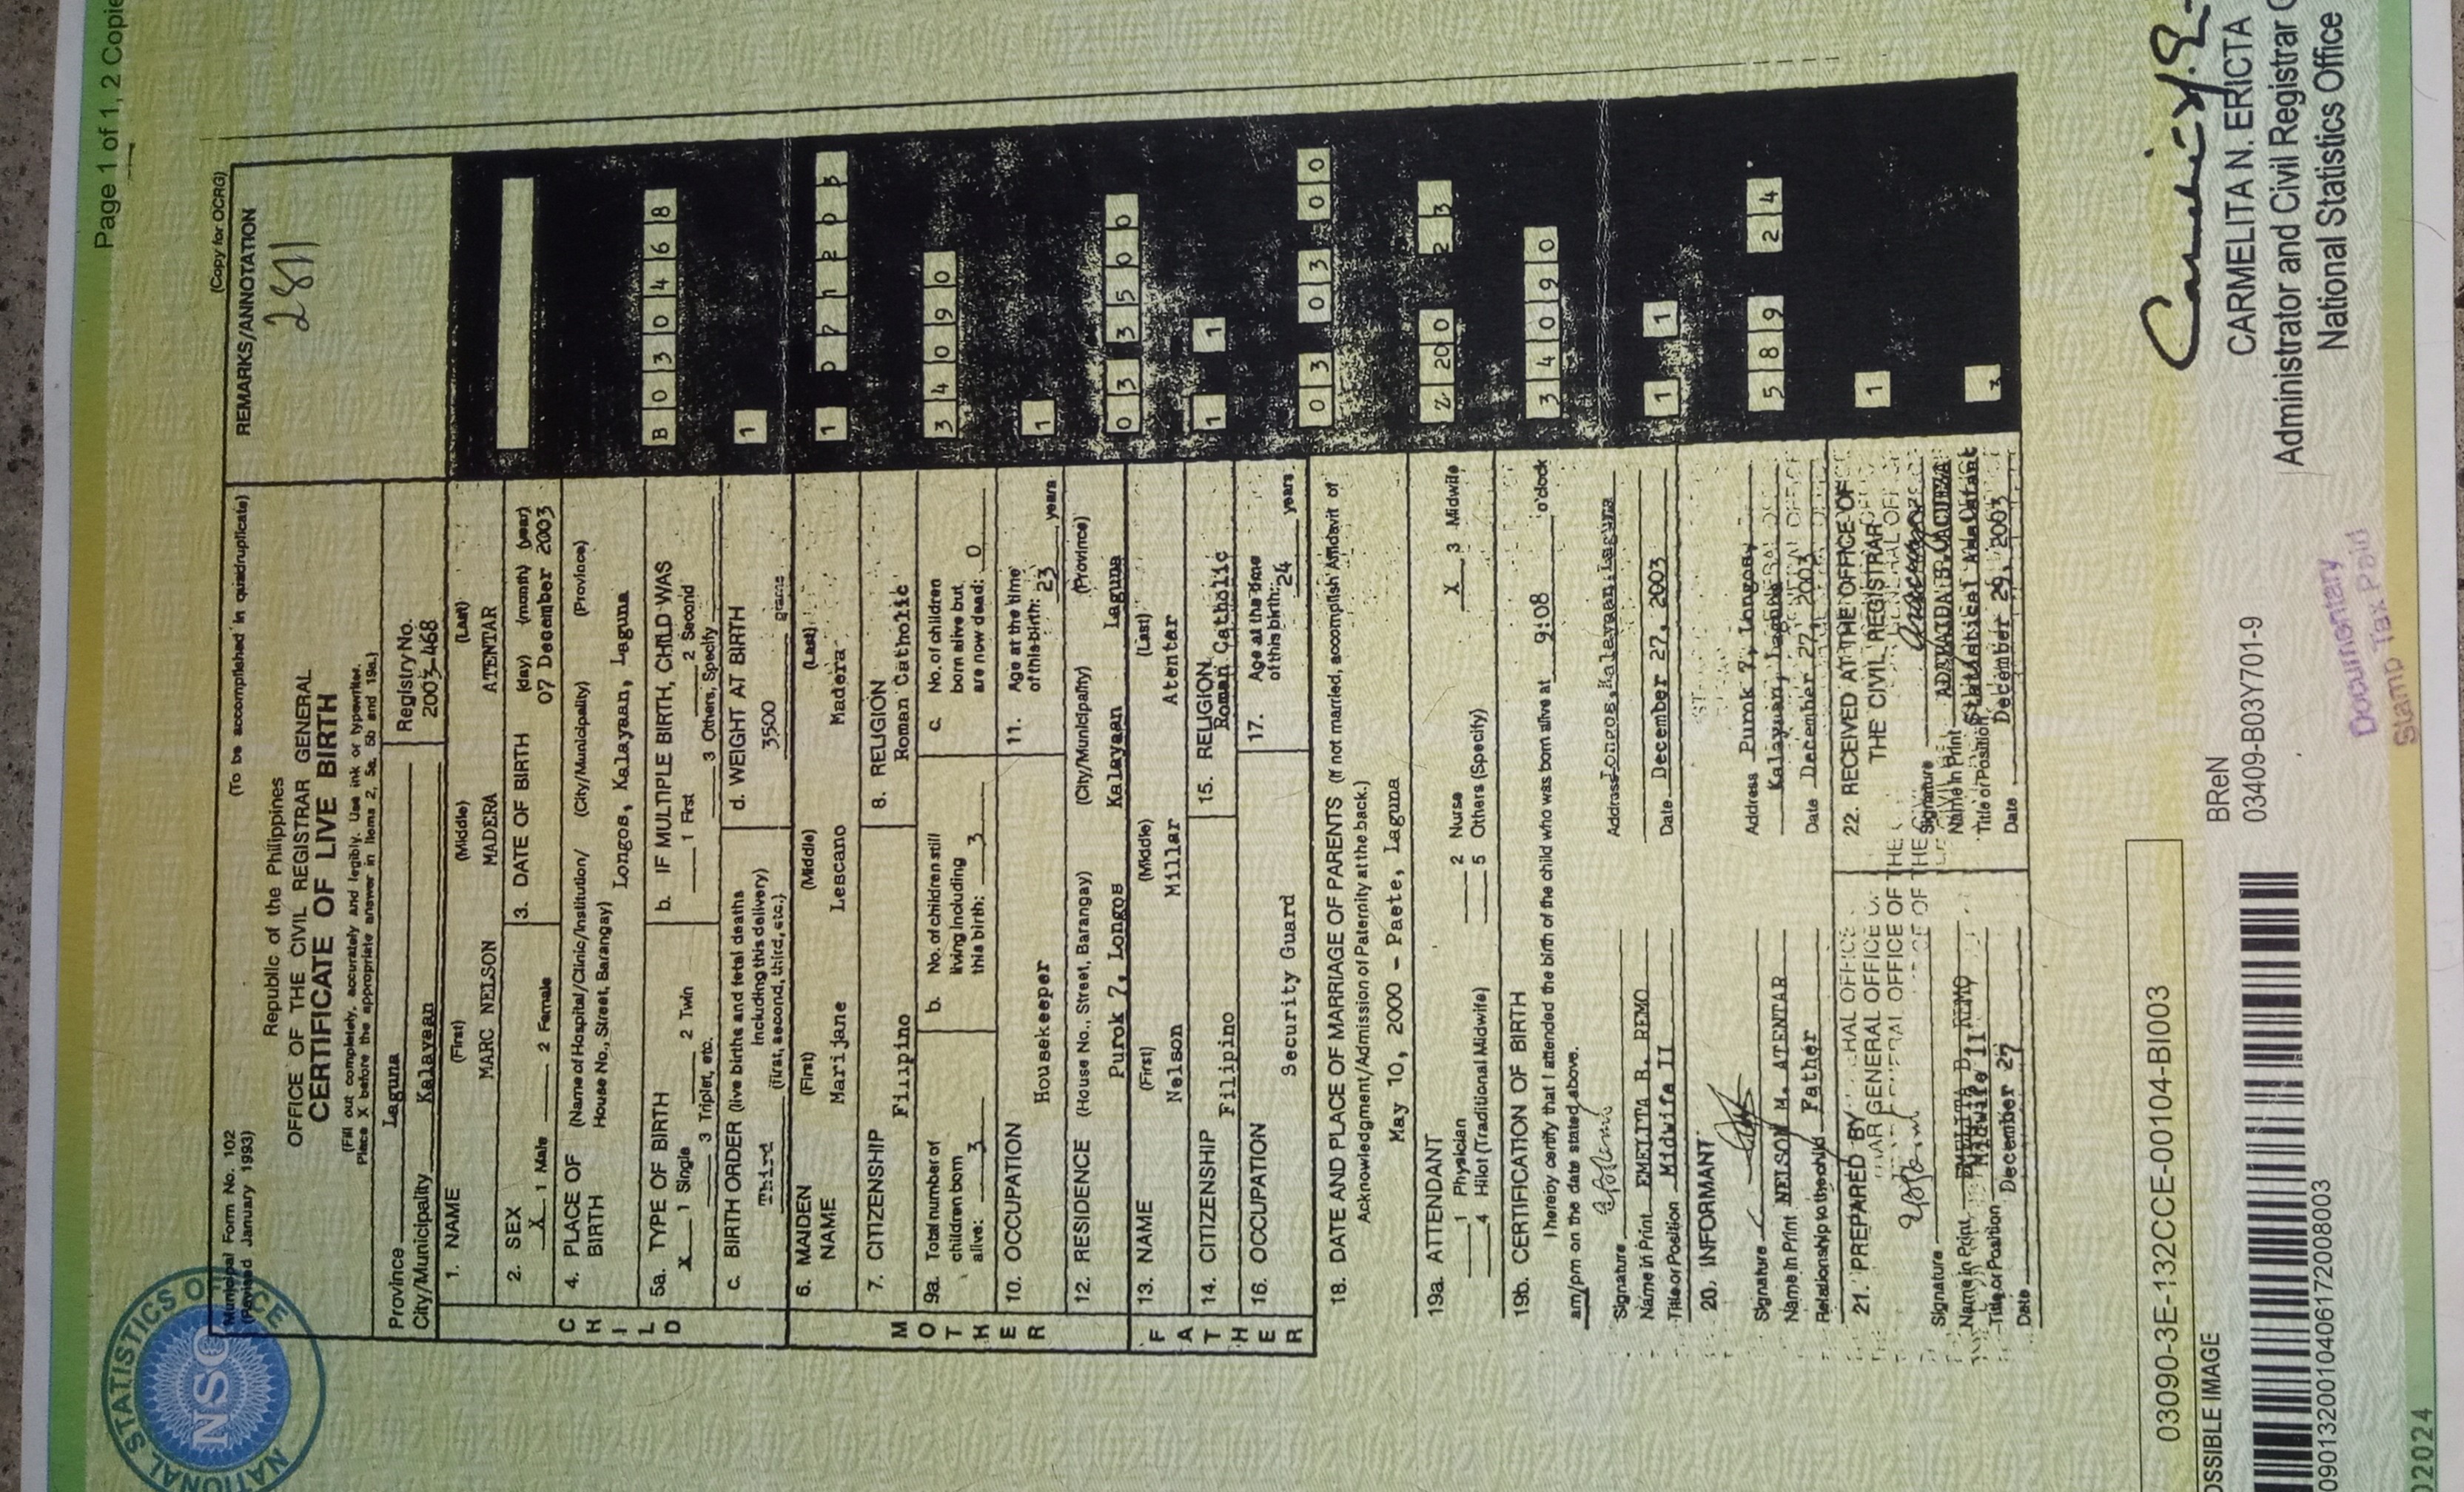 Page 1 of 1, 2 Copie
NATIONAL STATISTICS OFFICE
NSO
Municipal Form No. 102
(Revised January 1993)
(To be accomplished in quadruplicate)
(Copy for OCRG)
Republic of the Philippines
OFFICE OF THE CIVIL REGISTRAR GENERAL
CERTIFICATE OF LIVE BIRTH
(Fill out completely, accurately and legibly. Use ink or typewriter.
Place X before the appropriate answer in items 2, 5a, 5b and 19a.)
REMARKS/ANNOTATION
2811
Province Laguna
City/Municipality Kalayaan
Registry No.
2003-468
CHILD
1. NAME (First) (Middle) (Last)
MARC NELSON MADERA ATENTAR
2. SEX
X 1 Male 2 Female
3. DATE OF BIRTH (day) (month) (year)
07 December 2003
4. PLACE OF BIRTH (Name of Hospital/Clinic/Institution/ House No., Street, Barangay) (City/Municipality) (Province)
Longos, Kalayaan, Laguna
B 0 3 3 0 4 6 8
5a. TYPE OF BIRTH
X 1 Single 2 Twin
3 Triplet, etc.
b. IF MULTIPLE BIRTH, CHILD WAS
1 First 2 Second
3 Others, Specify
c. BIRTH ORDER (live births and fetal deaths
including this delivery)
Third (first, second, third, etc.)
d. WEIGHT AT BIRTH
3500 grams
1
MOTHER
6. MAIDEN NAME (First) (Middle) (Last)
Marijane Lescano Madera
7. CITIZENSHIP
Filipino
8. RELIGION
Roman Catholic
9a. Total number of
children born
alive: 3
b. No. of children still
living including
this birth: 3
c. No. of children
born alive but
are now dead: 0
3 4 0 9 0
10. OCCUPATION
Housekeeper
11. Age at the time
of this birth: 23 years
1
12. RESIDENCE (House No., Street, Barangay) (City/Municipality) (Province)
Purok 7, Longos Kalayaan Laguna
0 3 3 5 0 0
FATHER
13. NAME (First) (Middle) (Last)
Nelson Millar Atentar
14. CITIZENSHIP
Filipino
15. RELIGION
Roman Catholic
1 1
16. OCCUPATION
Security Guard
17. Age at the time
of this birth: 24 years
0 3 0 3 0 0
18. DATE AND PLACE OF MARRIAGE OF PARENTS (If not married, accomplish Affidavit of
Acknowledgment/Admission of Paternity at the back.)
May 10, 2000 - Paete, Laguna
19a. ATTENDANT
1 Physician 2 Nurse X 3 Midwife
4 Hilot (Traditional Midwife) 5 Others (Specify)
2 3
19b. CERTIFICATION OF BIRTH
I hereby certify that I attended the birth of the child who was born alive at 9:08 o'clock
am/pm on the date stated above.
3 4 0 9 0
Signature
Name in Print EMELITA R. REMO
Title or Position Midwife II
Address Longos, Kalayaan, Laguna
Date December 27, 2003
1 1
20. INFORMANT
Signature
Name in Print NELSON M. ATENTAR
Relationship to the child Father
Address Purok 7, Longos,
Kalayaan, Laguna
Date December 27, 2003
5 8 9 2 4
21. PREPARED BY
Signature
Name in Print EMELITA R. REMO
Title or Position Midwife II
Date December 27
22. RECEIVED AT THE OFFICE OF
THE CIVIL REGISTRAR
Signature
Name in Print
Title or Position Statistical
Date December 29, 2003
1
03090-3E-132CCE-00104-BI003
OSSIBLE IMAGE
BReN
03409-B03Y701-9
0901320010406172008003
Documentary
Stamp Tax Paid
CARMELITA N. ERICTA
Administrator and Civil Registrar G
National Statistics Office
02024